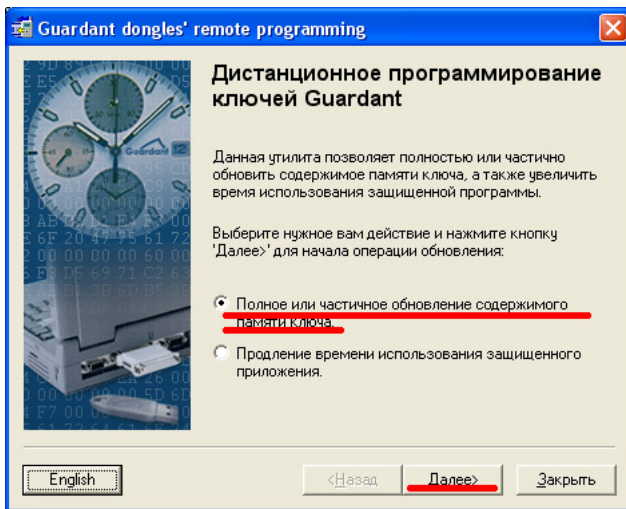 Guardant dongles' remote programming
Дистанционное программирование
ключей Guardant
Данная утилита позволяет полностью или частично
обновить содержимое памяти ключа, а также увеличить
время использования защищенной программы.
Выберите нужное вам действие и нажмите кнопку
'Далее>' для начала операции обновления:
Полное или частичное обновление содержимого
памяти ключа.
Продление времени использования защищенного
приложения.
English
<Назад
Далее>
Закрыть